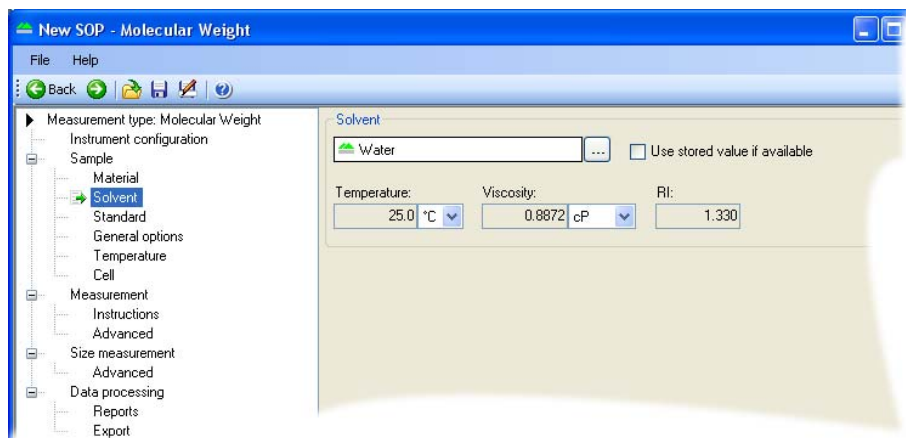 New SOP - Molecular Weight
File Help
Back
Measurement type: Molecular Weight
Instrument configuration
Sample
Material
Solvent
Standard
General options
Temperature
Cell
Measurement
Instructions
Advanced
Size measurement
Advanced
Data processing
Reports
Export
Solvent
Water ... Use stored value if available
Temperature: Viscosity: RI:
25.0 °C 0.8872 cP 1.330